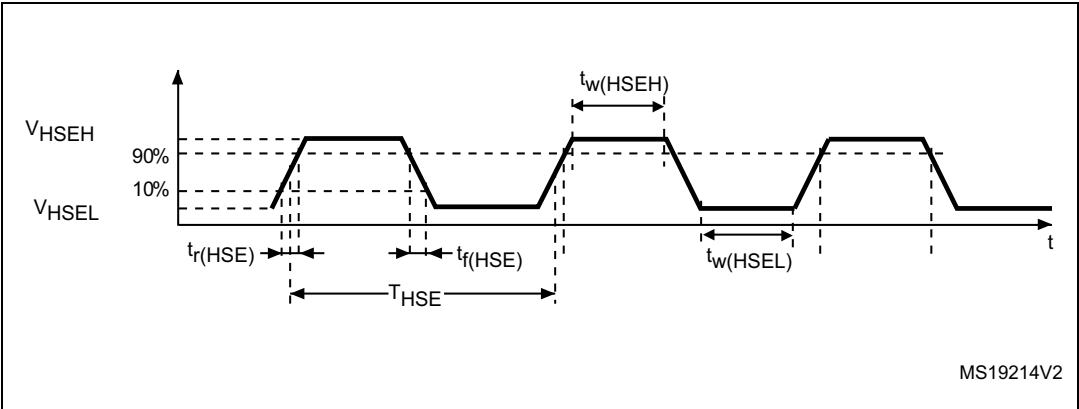 tw(HSEH)
VHSEH
90%
10%
VHSEL
tr(HSE)
tf(HSE)
tw(HSEL)
t
THSE
MS19214V2